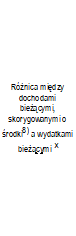 Różnica między
dochodami
bieżącymi,
skorygowanymi o
środki 8) a wydatkami
bieżącymi x